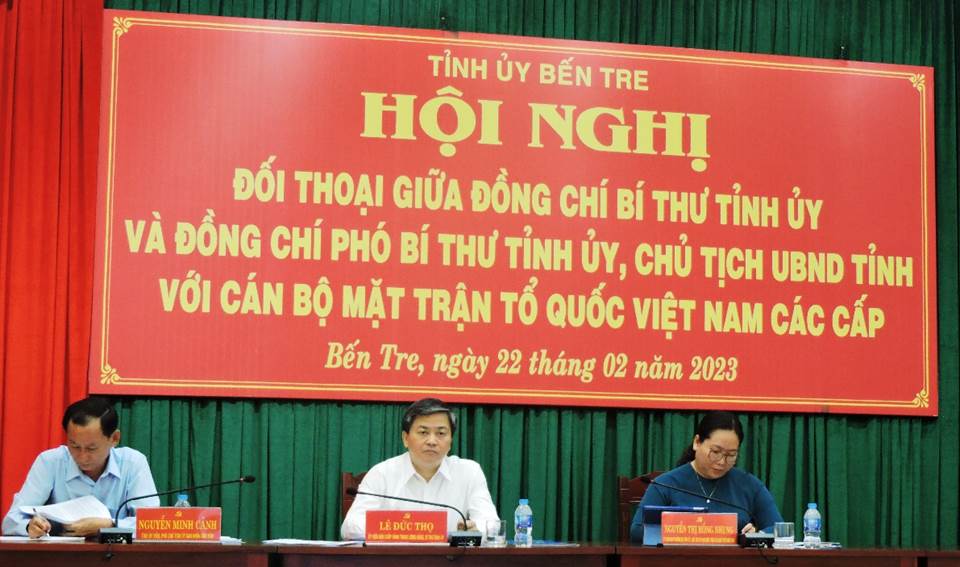 TỈNH ỦY BẾN TRE
HỘI NGHỊ
ĐỐI THOẠI GIỮA ĐỒNG CHÍ BÍ THƯ TỈNH ỦY
VÀ ĐỒNG CHÍ PHÓ BÍ THƯ TỈNH ỦY, CHỦ TỊCH UBND TỈNH
VỚI CÁN BỘ MẶT TRẬN TỔ QUỐC VIỆT NAM CÁC CẤP
Bến Tre, ngày 22 tháng 02 năm 2023
NGUYỄN MINH CẢNH
LÊ ĐỨC THỌ
NGUYỄN THỊ HỒNG NHUNG